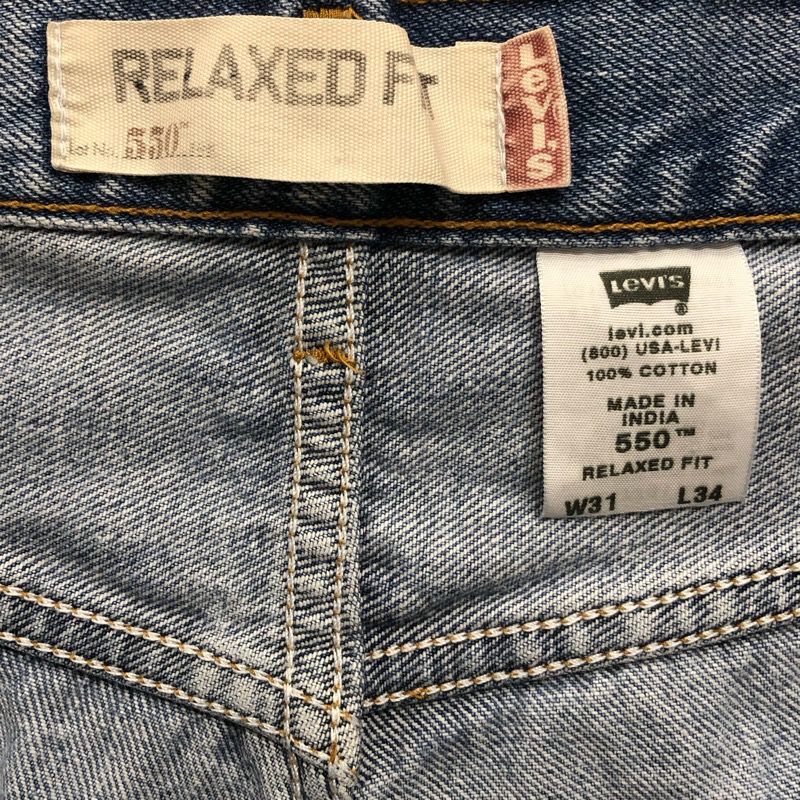 RELAXED Fit
Lot No. 550™
LEVI'S
LEVI'S
®
levi.com
(800) USA-LEVI
100% COTTON
MADE IN
INDIA
550™
RELAXED FIT
W31 L34